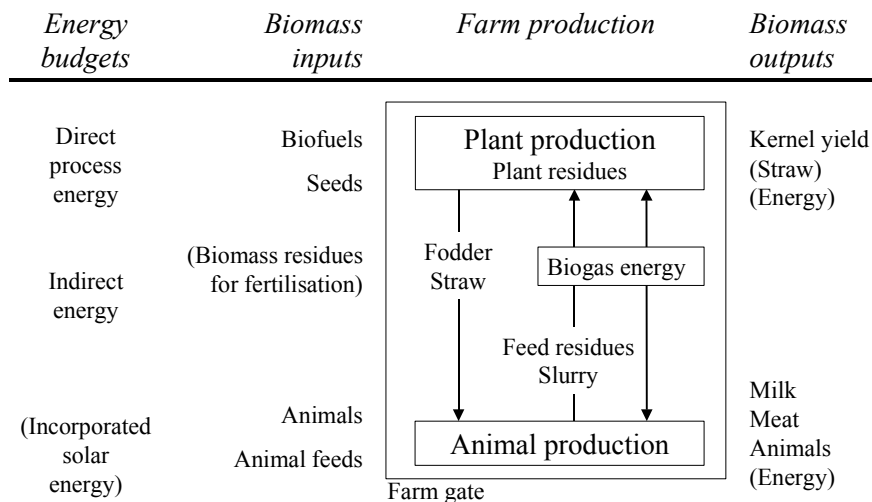 Energy
budgets
Biomass
inputs
Farm production
Biomass
outputs
Direct
process
energy
Biofuels
Seeds
Plant production
Plant residues
Kernel yield
(Straw)
(Energy)
Indirect
energy
(Biomass residues
for fertilisation)
Fodder
Straw
Biogas energy
Feed residues
Slurry
(Incorporated
solar
energy)
Animals
Animal feeds
Animal production
Milk
Meat
Animals
(Energy)
Farm gate